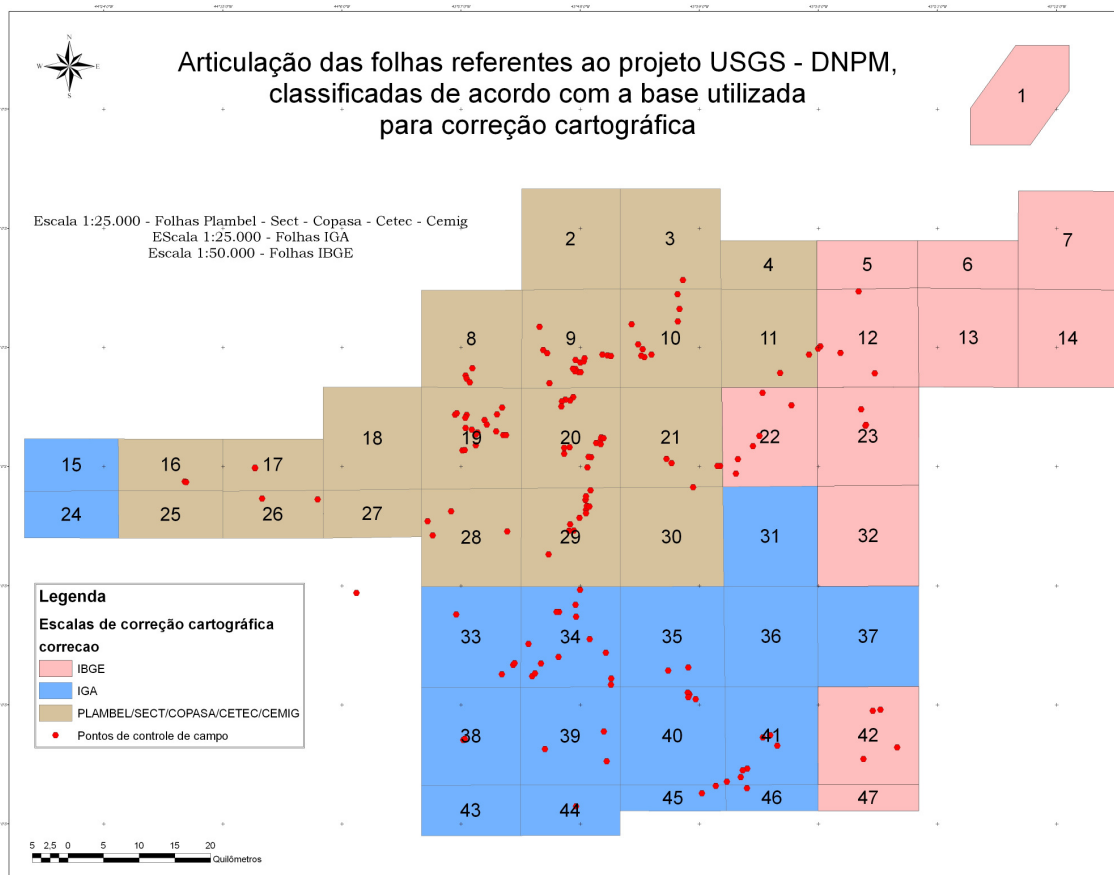 Articulação das folhas referentes ao projeto USGS - DNPM,
classificadas de acordo com a base utilizada
para correção cartográfica
N
W E
S
1
Escala 1:25.000 - Folhas Plambel - Sect - Copasa - Cetec - Cemig
EScala 1:25.000 - Folhas IGA
Escala 1:50.000 - Folhas IBGE
2 3 7
4 5 6
8 9 10 11 12 13 14
18 19 20 21 22 23
15 16 17
24 25 26 27
28 29 30 31 32
33 34 35 36 37
38 39 40 41 42
43 44 45 46 47
Legenda
Escalas de correção cartográfica
correcao
IBGE
IGA
PLAMBEL/SECT/COPASA/CETEC/CEMIG
Pontos de controle de campo
5 2,5 0 5 10 15 20
Quilômetros